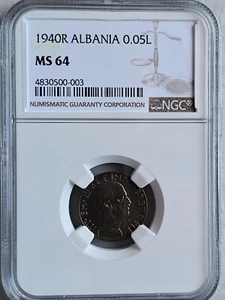 1940R ALBANIA 0.05L
MS 64
4830500-003
NUMISMATIC GUARANTY CORPORATION
NGC